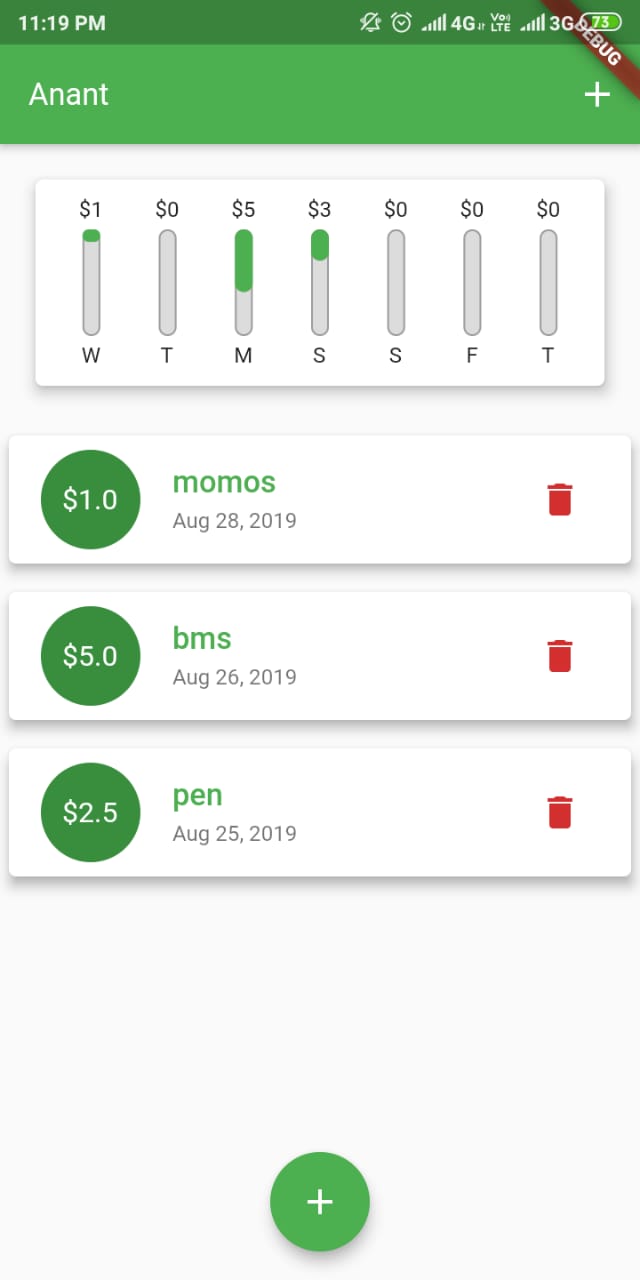 11:19 PM 4G Vo) LTE 3G 73
DEBUG
Anant
$1 $0 $5 $3 $0 $0 $0
W T M S S F T
$1.0
momos
Aug 28, 2019
$5.0
bms
Aug 26, 2019
$2.5
pen
Aug 25, 2019